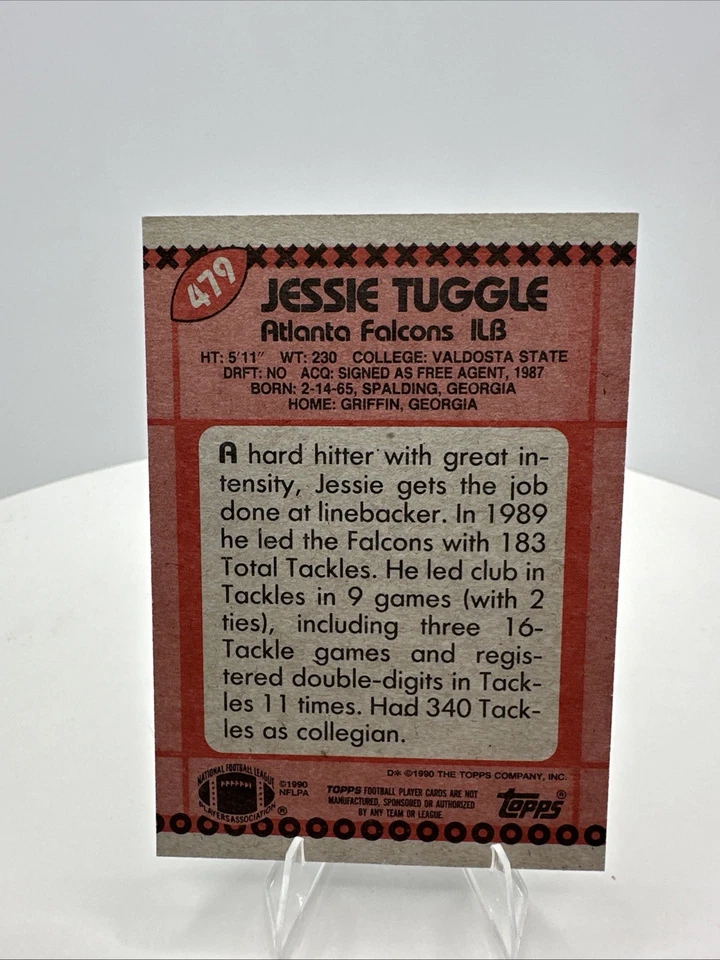 479
JESSIE TUGGLE
Atlanta Falcons ILB
HT: 5'11" WT: 230 COLLEGE: VALDOSTA STATE
DRFT: NO ACQ: SIGNED AS FREE AGENT, 1987
BORN: 2-14-65, SPALDING, GEORGIA
HOME: GRIFFIN, GEORGIA
A hard hitter with great in-
tensity, Jessie gets the job
done at linebacker. In 1989
he led the Falcons with 183
Total Tackles. He led club in
Tackles in 9 games (with 2
ties), including three 16-
Tackle games and regis-
tered double-digits in Tack-
les 11 times. Had 340 Tack-
les as collegian.
D* ©1990 THE TOPPS COMPANY, INC.
NATIONAL FOOTBALL LEAGUE
PLAYERS ASSOCIATION ®
©1990
NFLPA
TOPPS FOOTBALL PLAYER CARDS ARE NOT
MANUFACTURED, SPONSORED OR AUTHORIZED
BY ANY TEAM OR LEAGUE.
topps ®